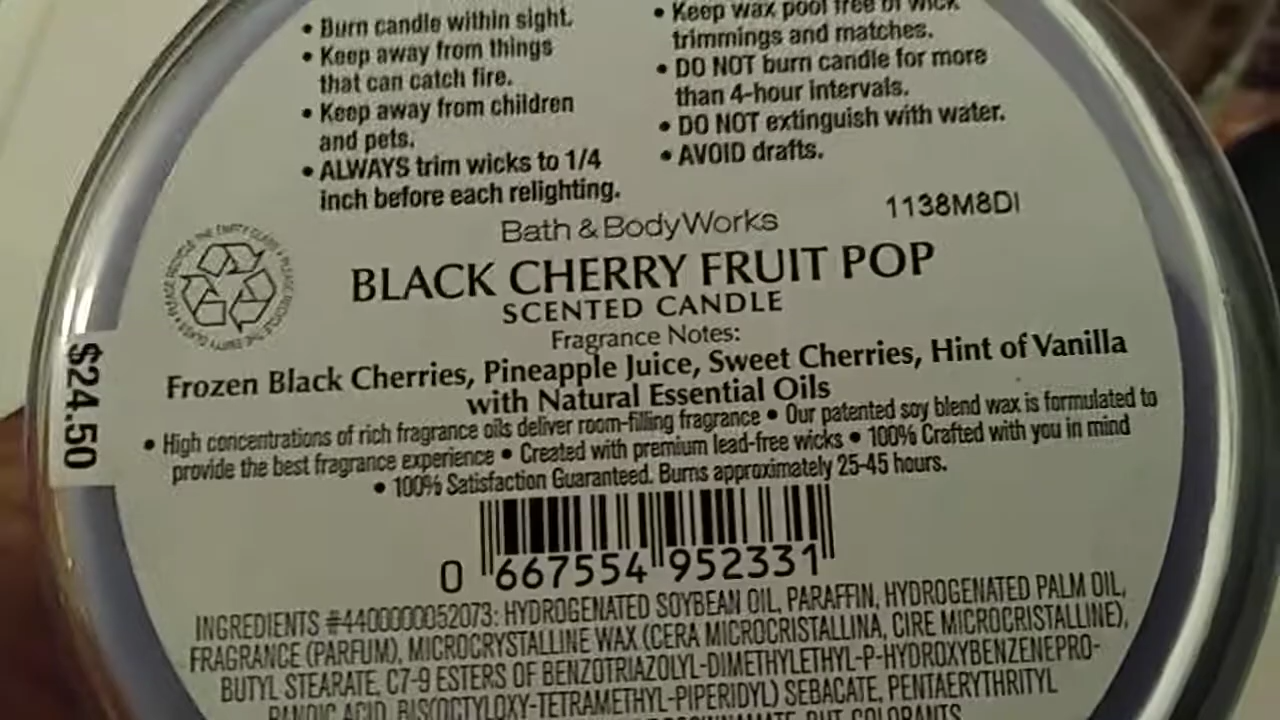 • Burn candle within sight.
• Keep away from things
that can catch fire.
• Keep away from children
and pets.
• ALWAYS trim wicks to 1/4
inch before each relighting.
• Keep wax pool free of wick
trimmings and matches.
• DO NOT burn candle for more
than 4-hour intervals.
• DO NOT extinguish with water.
• AVOID drafts.
1138M8DI
Bath & Body Works
BLACK CHERRY FRUIT POP
SCENTED CANDLE
Fragrance Notes:
Frozen Black Cherries, Pineapple Juice, Sweet Cherries, Hint of Vanilla
with Natural Essential Oils
• High concentrations of rich fragrance oils deliver room-filling fragrance • Our patented soy blend wax is formulated to
provide the best fragrance experience • Created with premium lead-free wicks • 100% Crafted with you in mind
• 100% Satisfaction Guaranteed. Burns approximately 25-45 hours.
$24.50
0 667554 952331
INGREDIENTS #4400000052073: HYDROGENATED SOYBEAN OIL, PARAFFIN, HYDROGENATED PALM OIL,
FRAGRANCE (PARFUM), MICROCRYSTALLINE WAX (CERA MICROCRISTALLINA, CIRE MICROCRISTALLINE),
BUTYL STEARATE, C7-9 ESTERS OF BENZOTRIAZOLYL-DIMETHYLETHYL-P-HYDROXYBENZENEPRO-
PANOIC ACID, BIS(OCTYLOXY-TETRAMETHYL-PIPERIDYL) SEBACATE, PENTAERYTHRITYL
COLORANTS